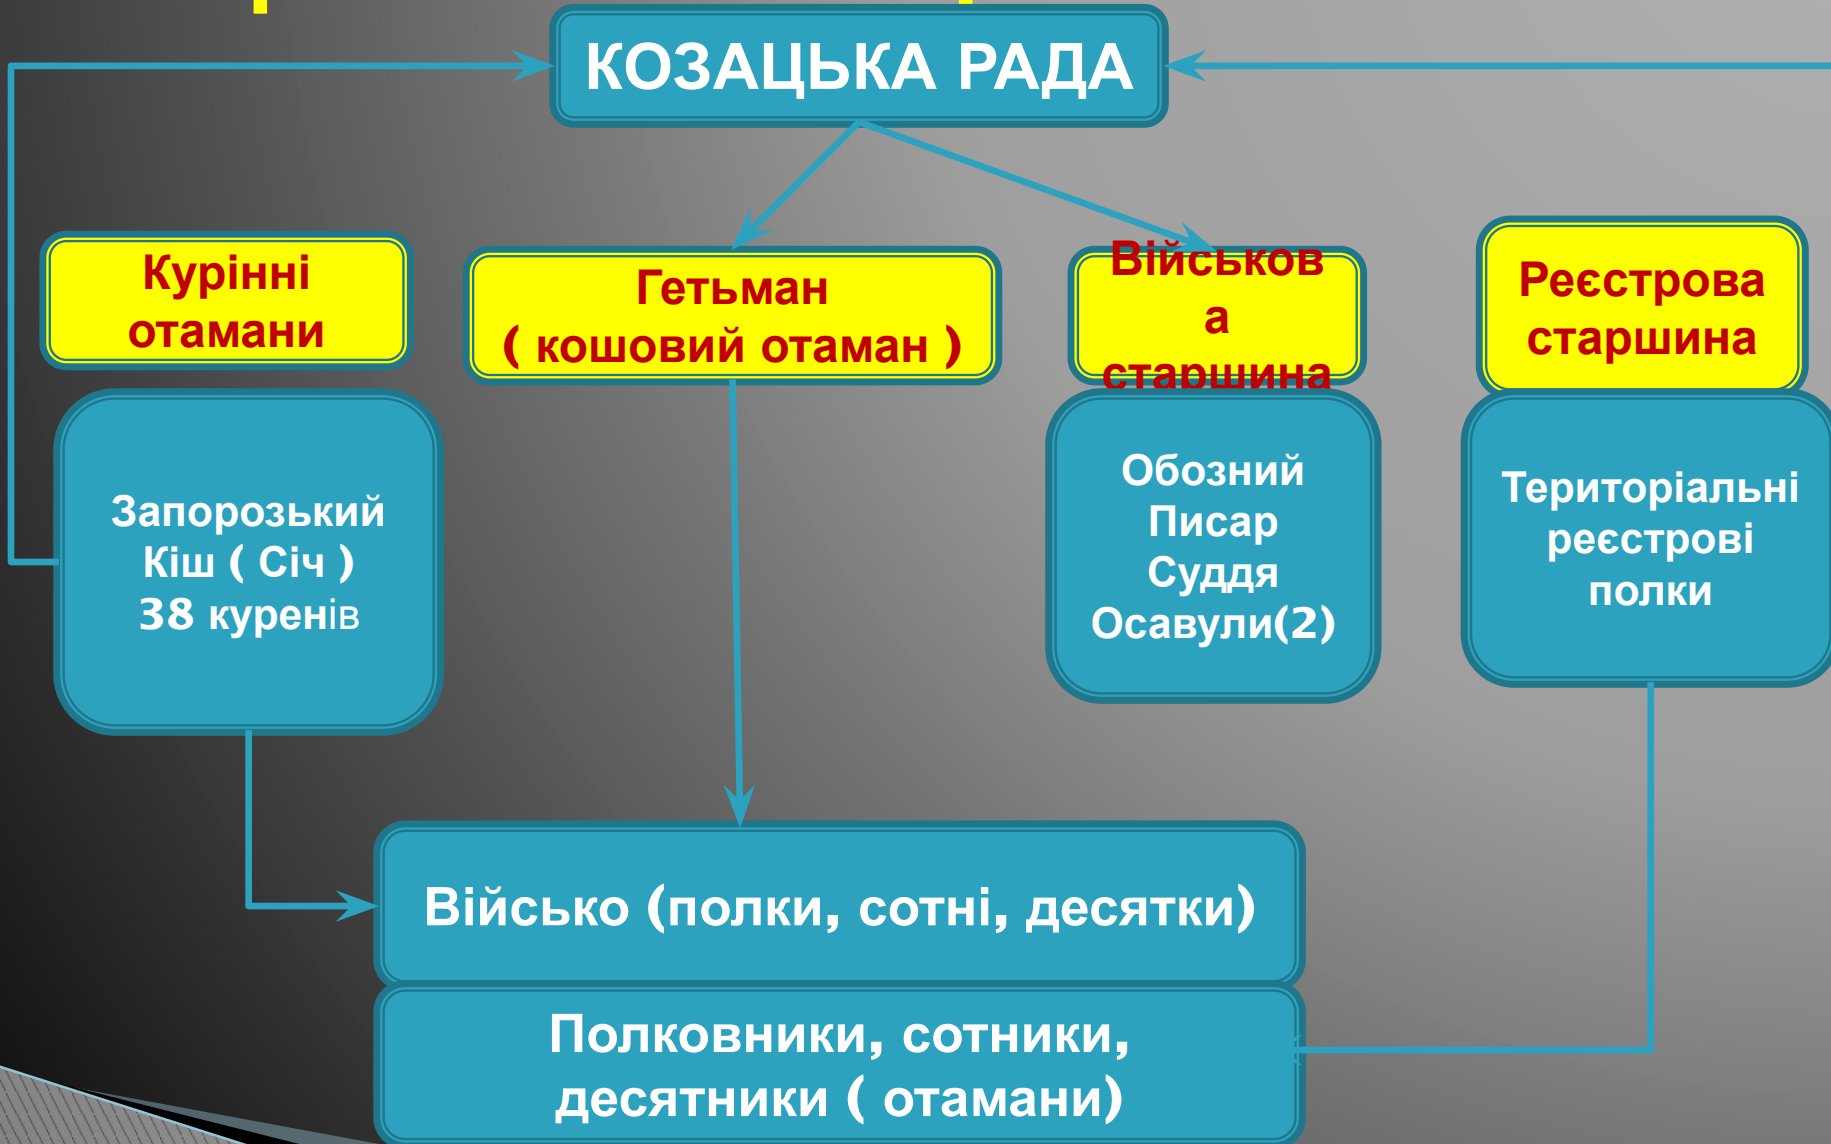 КОЗАЦЬКА РАДА
Курінні
отамани
Гетьман
( кошовий отаман )
Військов
а
старшина
Реєстрова
старшина
Запорозький
Кіш ( Січ )
38 куренів
Обозний
Писар
Суддя
Осавули(2)
Територіальні
реєстрові
полки
Військо (полки, сотні, десятки)
Полковники, сотники,
десятники ( отамани)